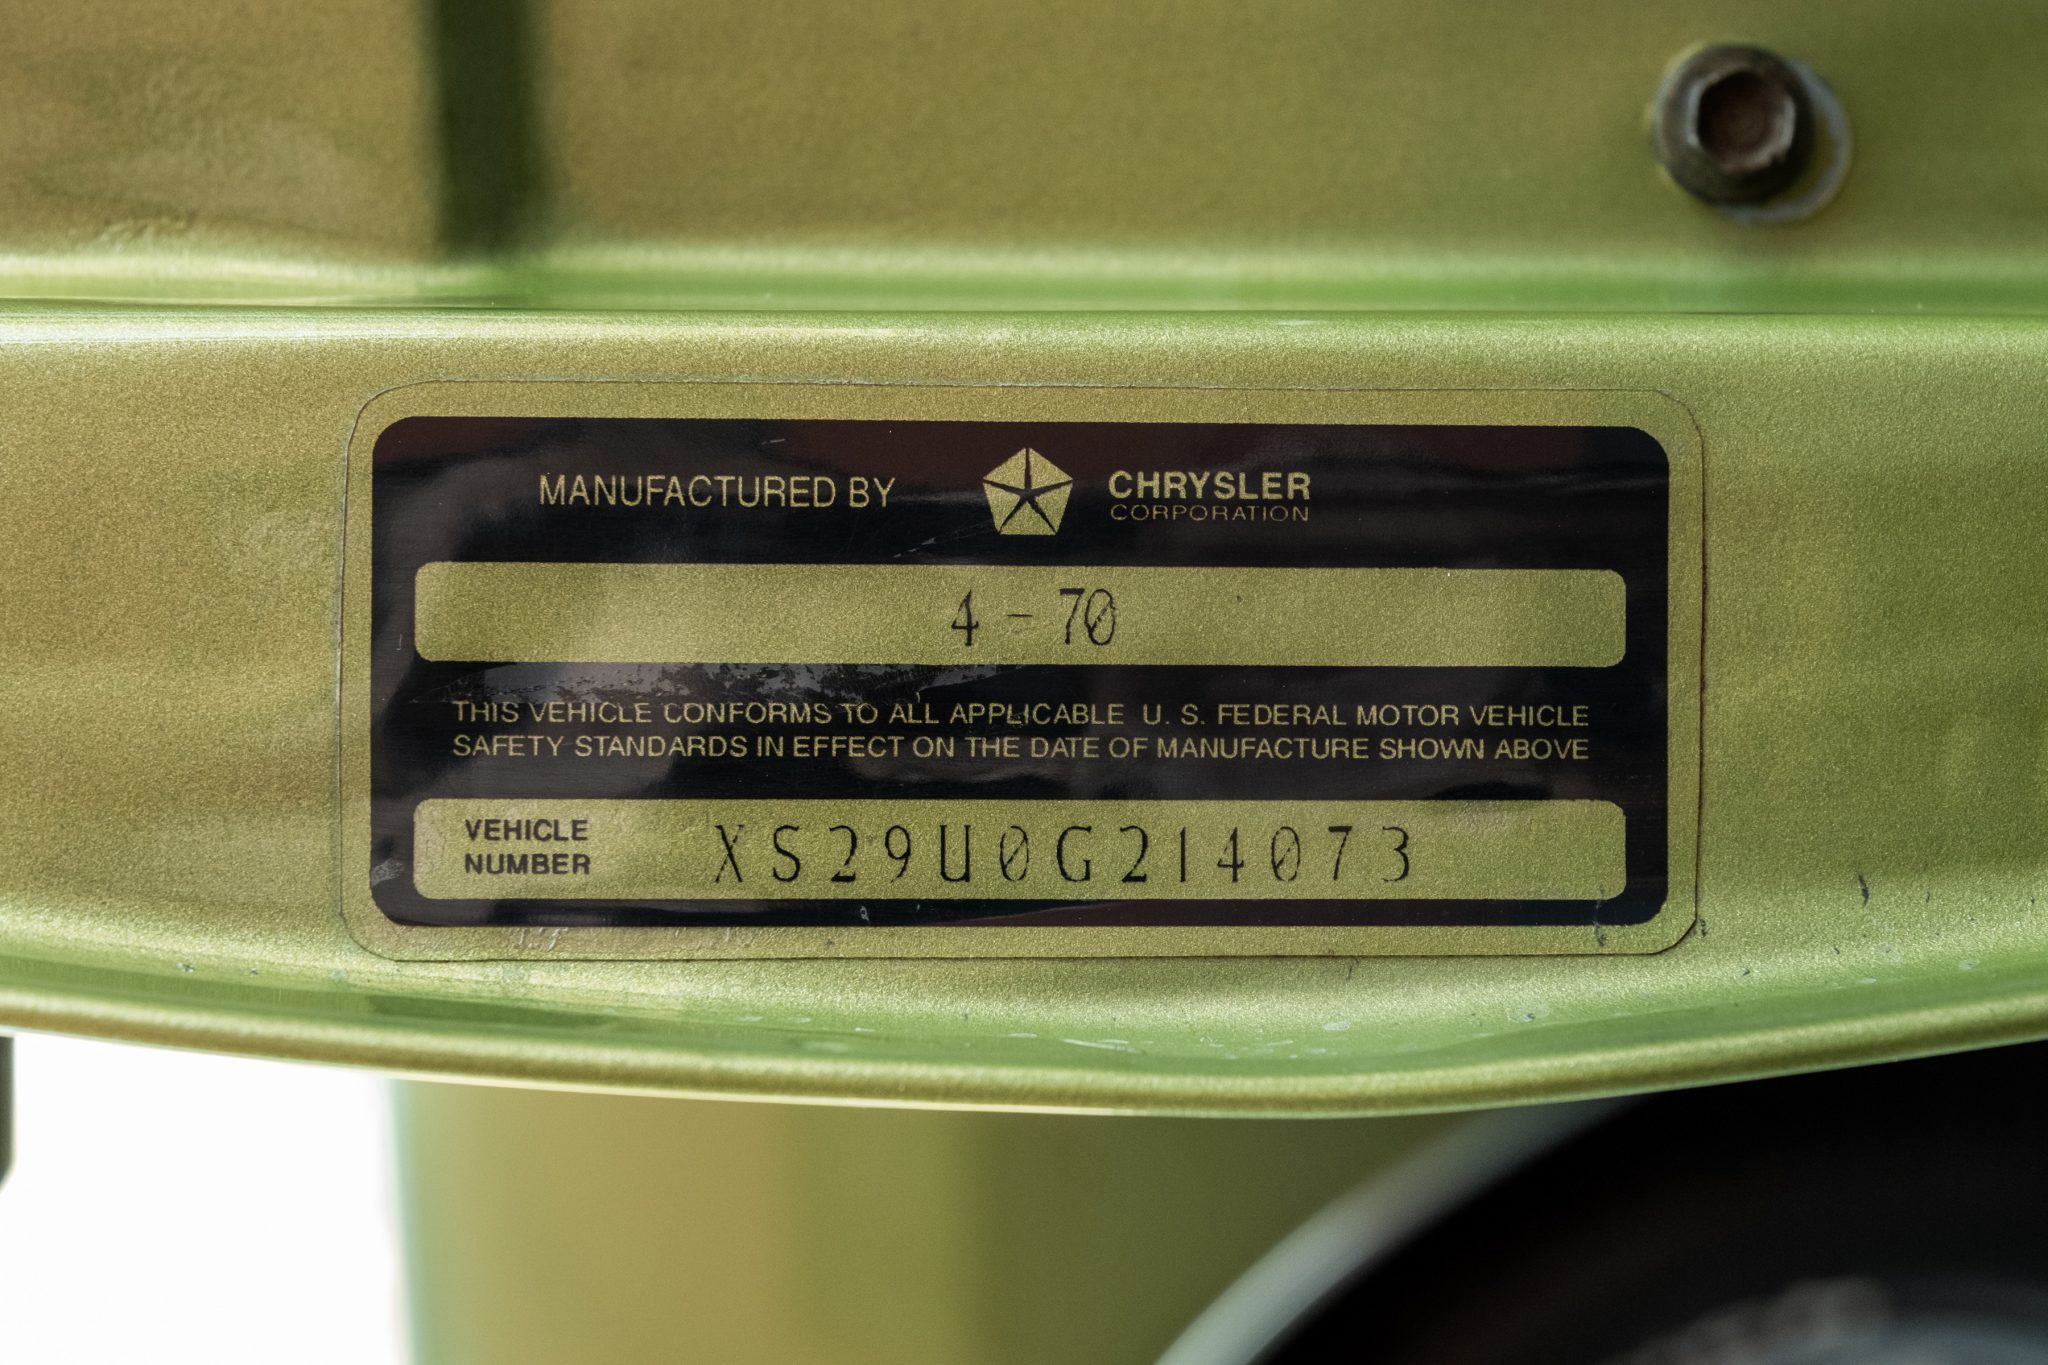 MANUFACTURED BY CHRYSLER
CORPORATION
4 - 70
THIS VEHICLE CONFORMS TO ALL APPLICABLE U. S. FEDERAL MOTOR VEHICLE
SAFETY STANDARDS IN EFFECT ON THE DATE OF MANUFACTURE SHOWN ABOVE
VEHICLE
NUMBER
XS29U0G214073